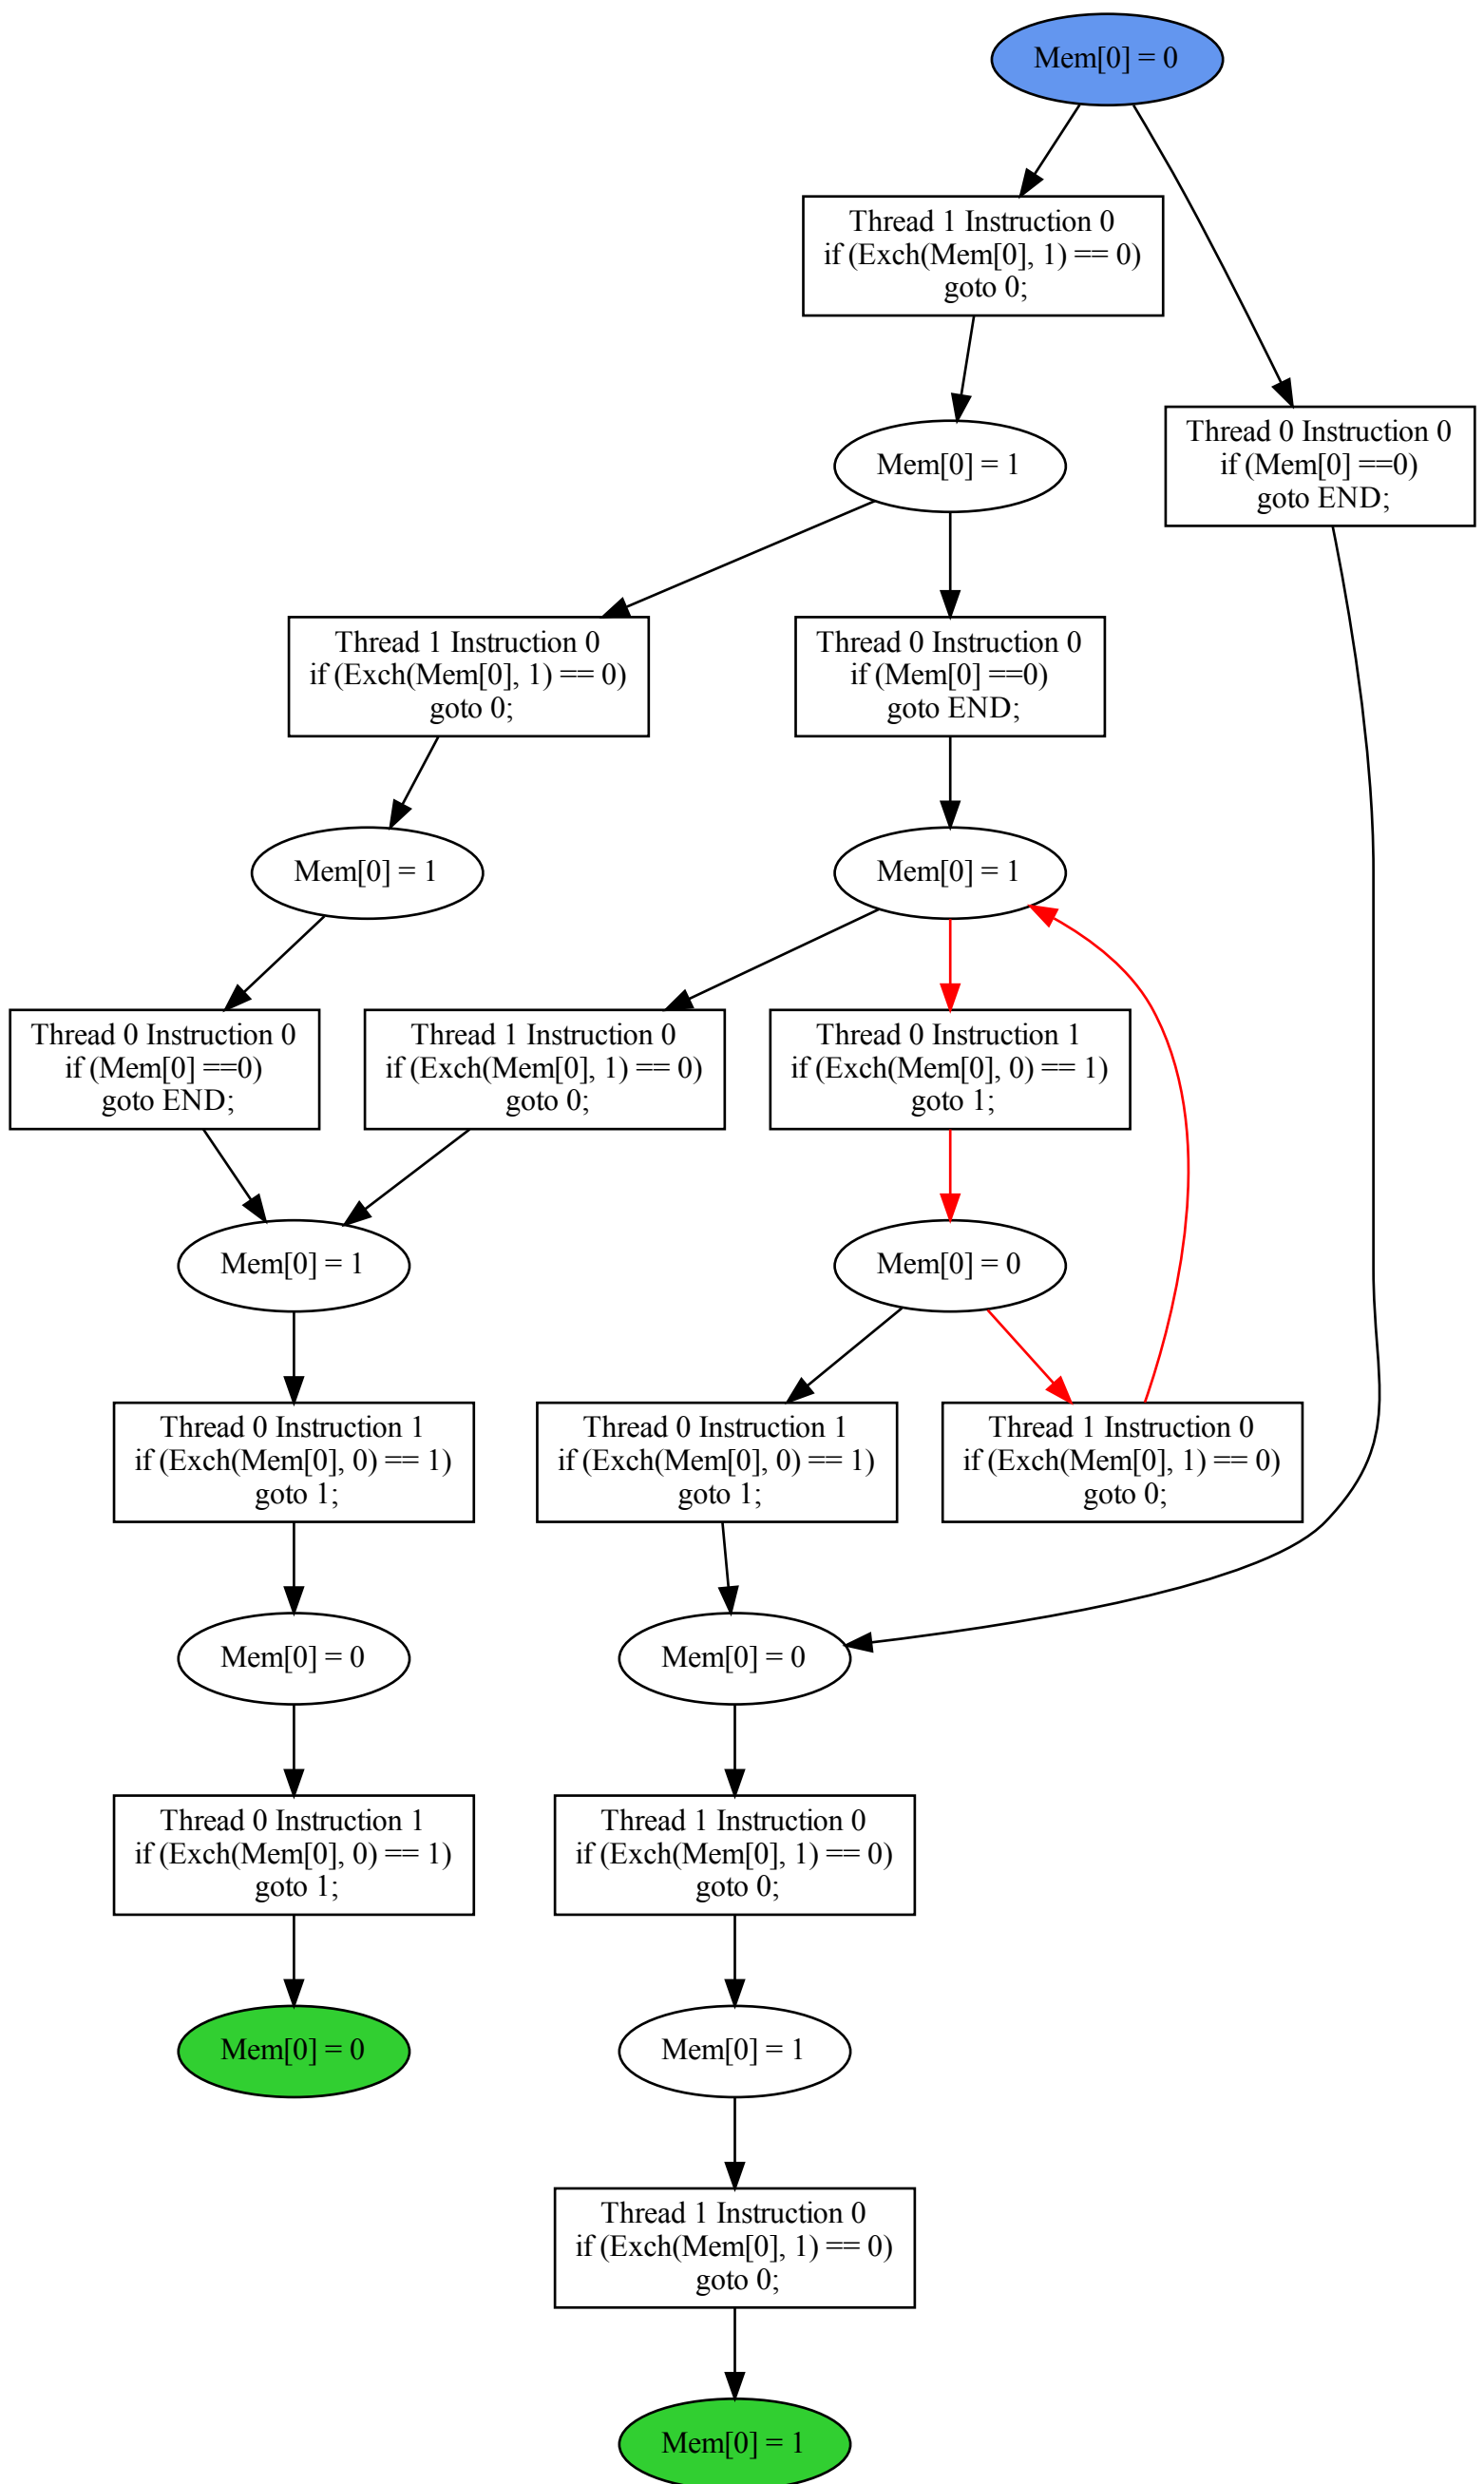 Mem[0] = 0
Thread 1 Instruction 0
if (Exch(Mem[0], 1) == 0)
goto 0;
Mem[0] = 1
Thread 0 Instruction 0
if (Mem[0] ==0)
goto END;
Thread 1 Instruction 0
if (Exch(Mem[0], 1) == 0)
goto 0;
Thread 0 Instruction 0
if (Mem[0] ==0)
goto END;
Mem[0] = 1
Mem[0] = 1
Thread 0 Instruction 0
if (Mem[0] ==0)
goto END;
Thread 1 Instruction 0
if (Exch(Mem[0], 1) == 0)
goto 0;
Thread 0 Instruction 1
if (Exch(Mem[0], 0) == 1)
goto 1;
Mem[0] = 1
Mem[0] = 0
Thread 0 Instruction 1
if (Exch(Mem[0], 0) == 1)
goto 1;
Thread 0 Instruction 1
if (Exch(Mem[0], 0) == 1)
goto 1;
Thread 1 Instruction 0
if (Exch(Mem[0], 1) == 0)
goto 0;
Mem[0] = 0
Mem[0] = 0
Thread 0 Instruction 1
if (Exch(Mem[0], 0) == 1)
goto 1;
Thread 1 Instruction 0
if (Exch(Mem[0], 1) == 0)
goto 0;
Mem[0] = 0
Mem[0] = 1
Thread 1 Instruction 0
if (Exch(Mem[0], 1) == 0)
goto 0;
Mem[0] = 1